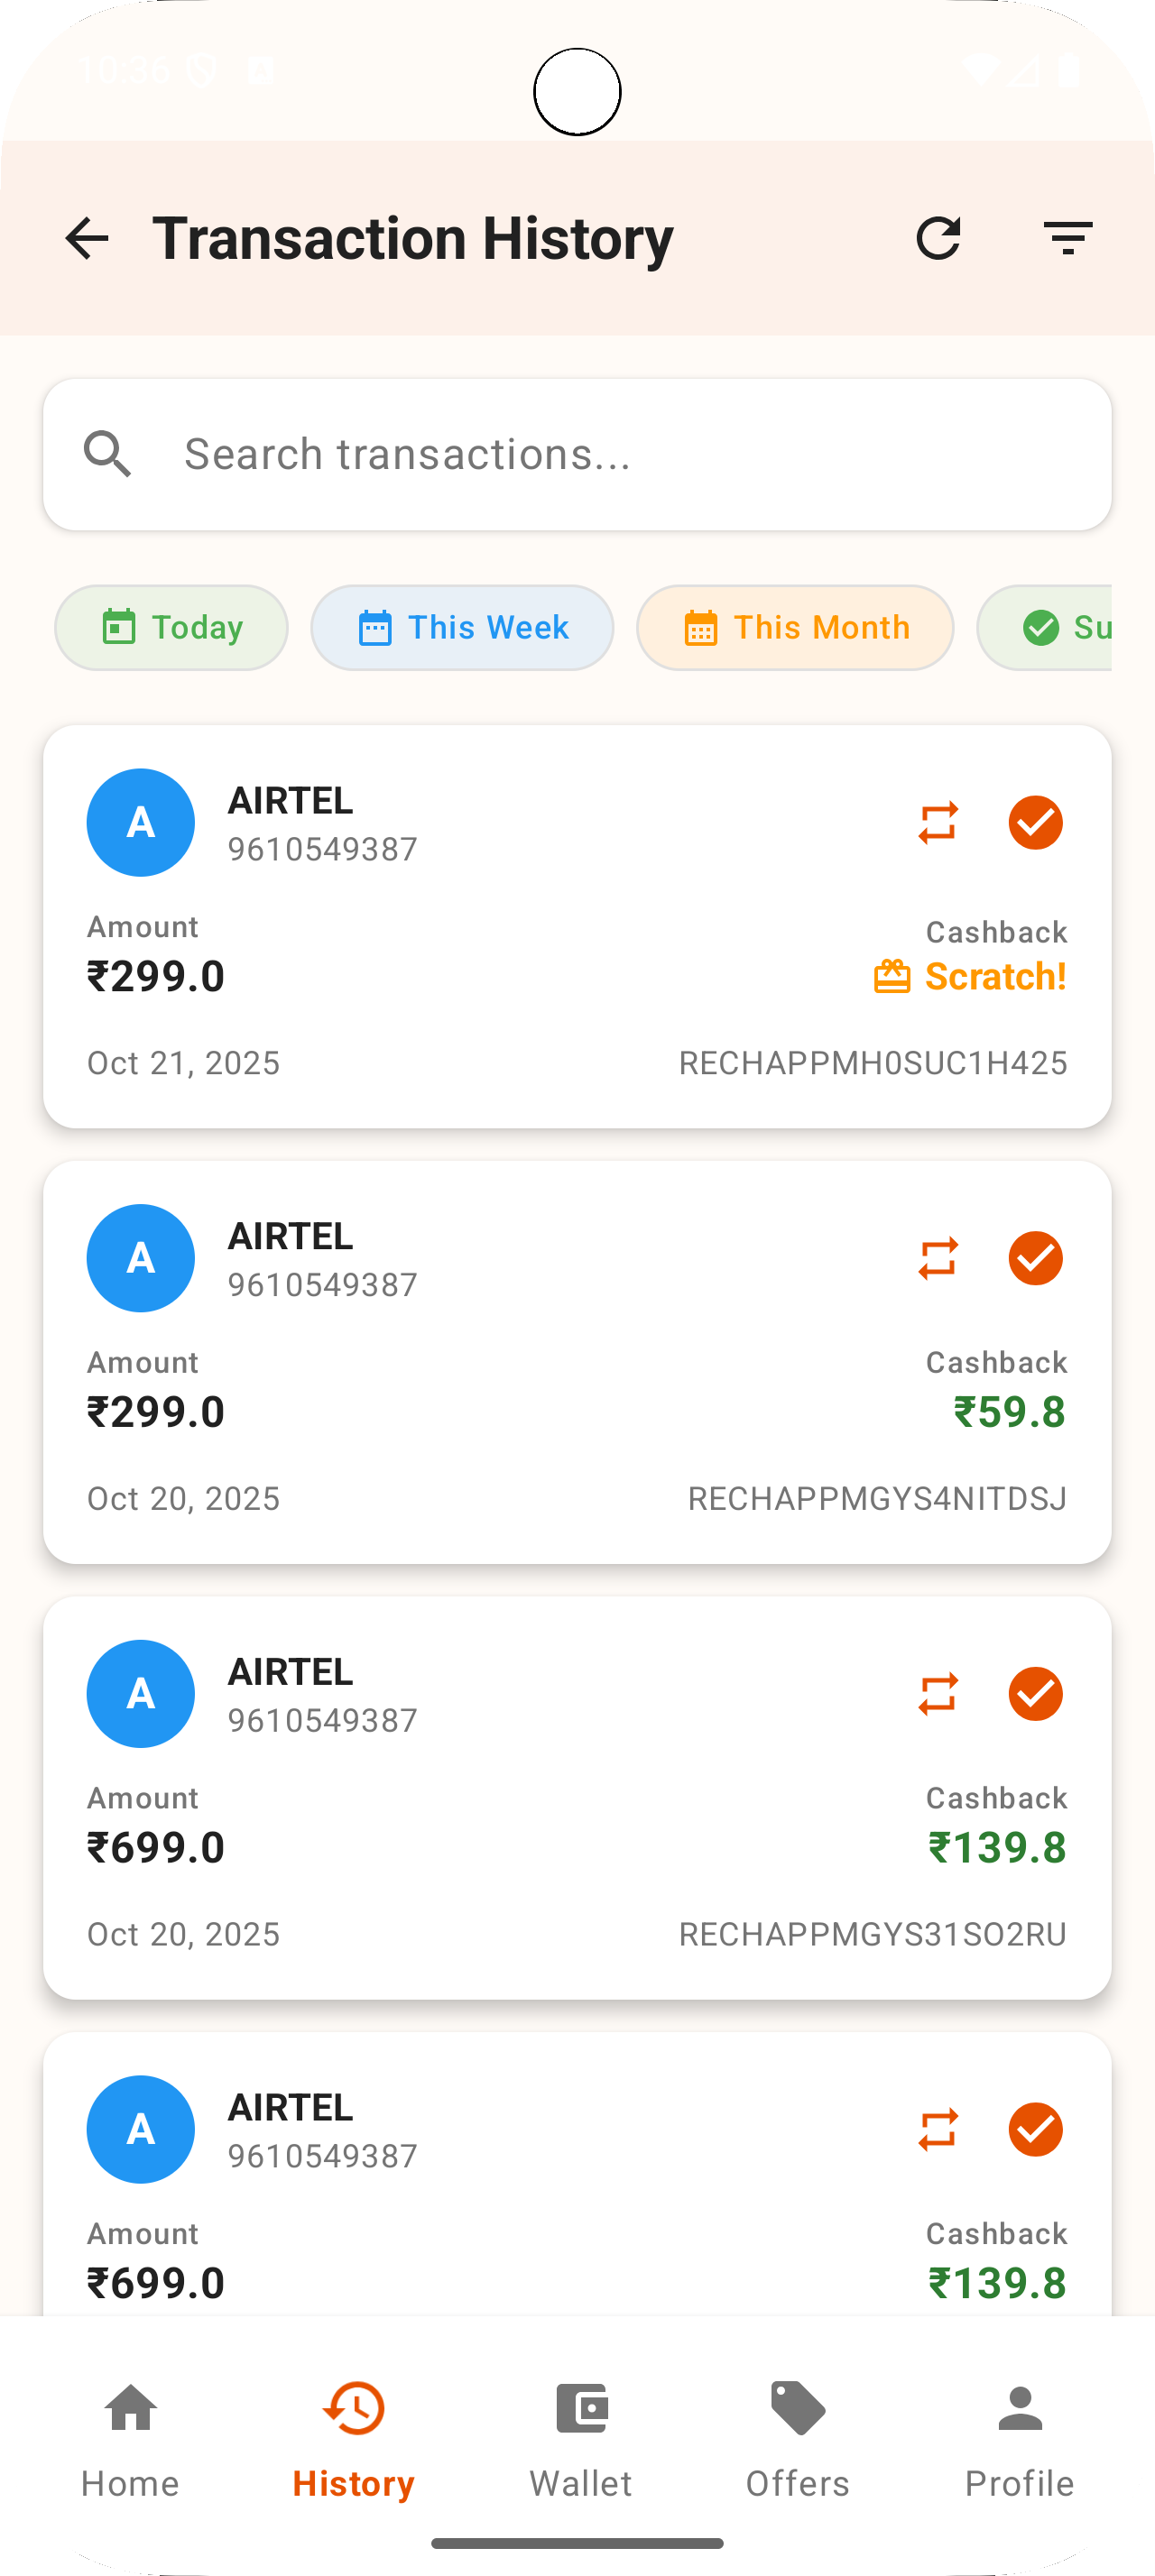 10:36
Transaction History
Search transactions...
Today This Week This Month Su
A AIRTEL
9610549387
Amount Cashback
₹299.0 Scratch!
Oct 21, 2025 RECHAPPMH0SUC1H425
A AIRTEL
9610549387
Amount Cashback
₹299.0 ₹59.8
Oct 20, 2025 RECHAPPMGYS4NITDSJ
A AIRTEL
9610549387
Amount Cashback
₹699.0 ₹139.8
Oct 20, 2025 RECHAPPMGYS31SO2RU
A AIRTEL
9610549387
Amount Cashback
₹699.0 ₹139.8
Home History Wallet Offers Profile